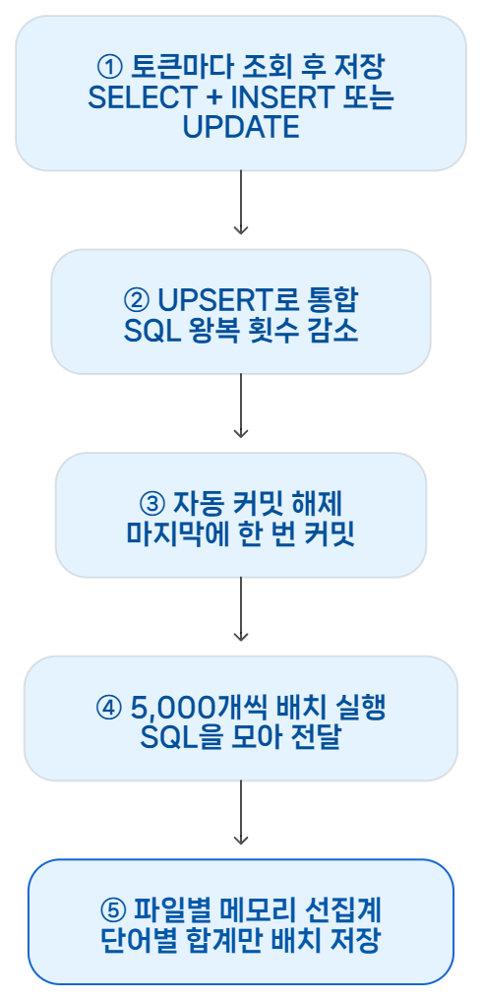 ① 토큰마다 조회 후 저장
SELECT + INSERT 또는
UPDATE
② UPSERT로 통합
SQL 왕복 횟수 감소
③ 자동 커밋 해제
마지막에 한 번 커밋
④ 5,000개씩 배치 실행
SQL을 모아 전달
⑤ 파일별 메모리 선집계
단어별 합계만 배치 저장